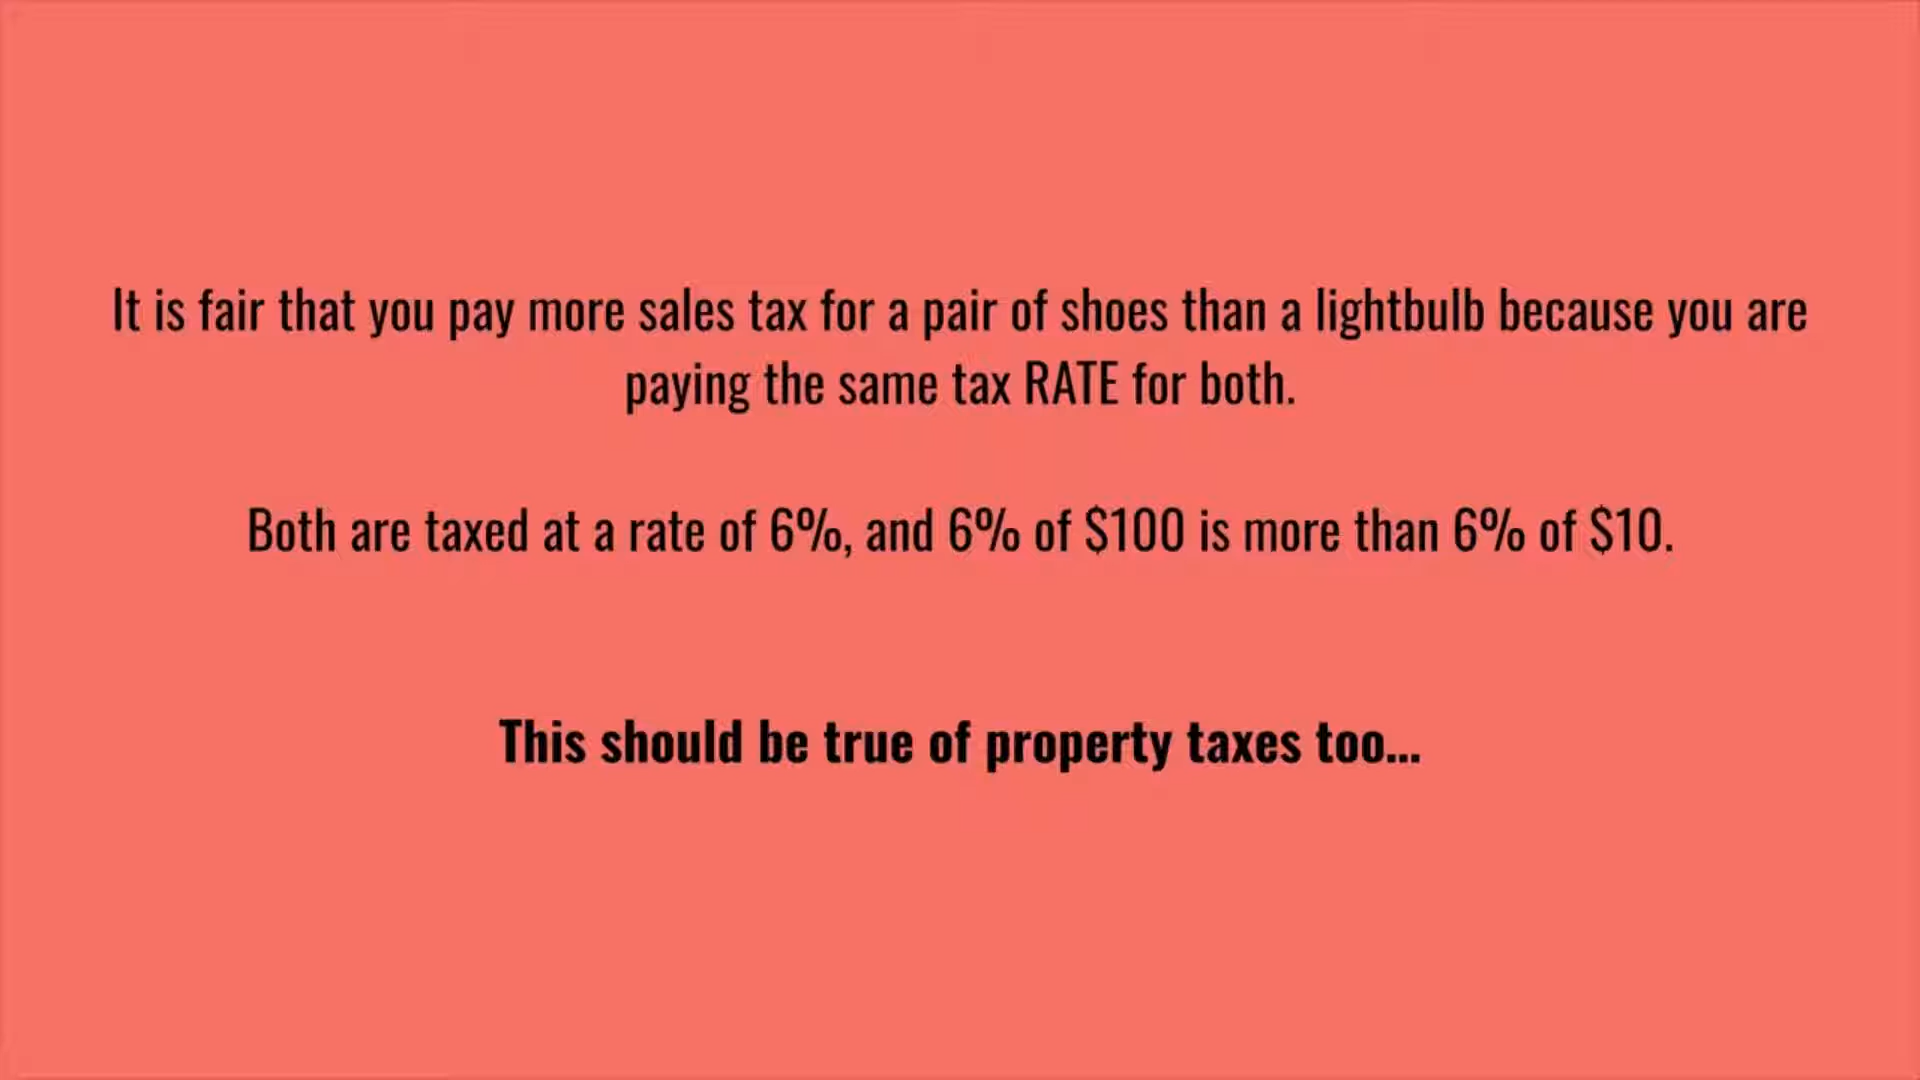 It is fair that you pay more sales tax for a pair of shoes than a lightbulb because you are
paying the same tax RATE for both.
Both are taxed at a rate of 6%, and 6% of $100 is more than 6% of $10.
This should be true of property taxes too...